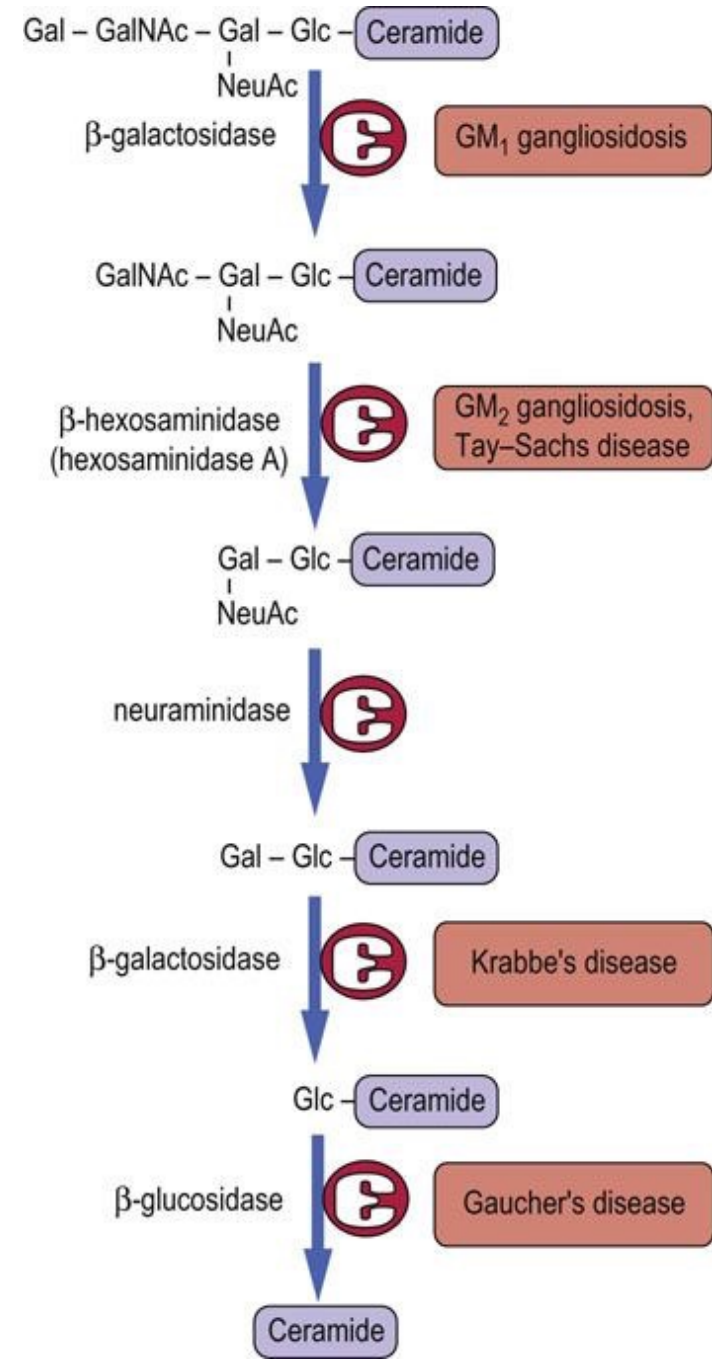 Gal – GalNAc – Gal – Glc – Ceramide
NeuAc
β-galactosidase
GM₁ gangliosidosis
GalNAc – Gal – Glc – Ceramide
NeuAc
β-hexosaminidase
(hexosaminidase A)
GM₂ gangliosidosis,
Tay–Sachs disease
Gal – Glc – Ceramide
NeuAc
neuraminidase
Gal – Glc – Ceramide
β-galactosidase
Krabbe's disease
Glc – Ceramide
β-glucosidase
Gaucher's disease
Ceramide